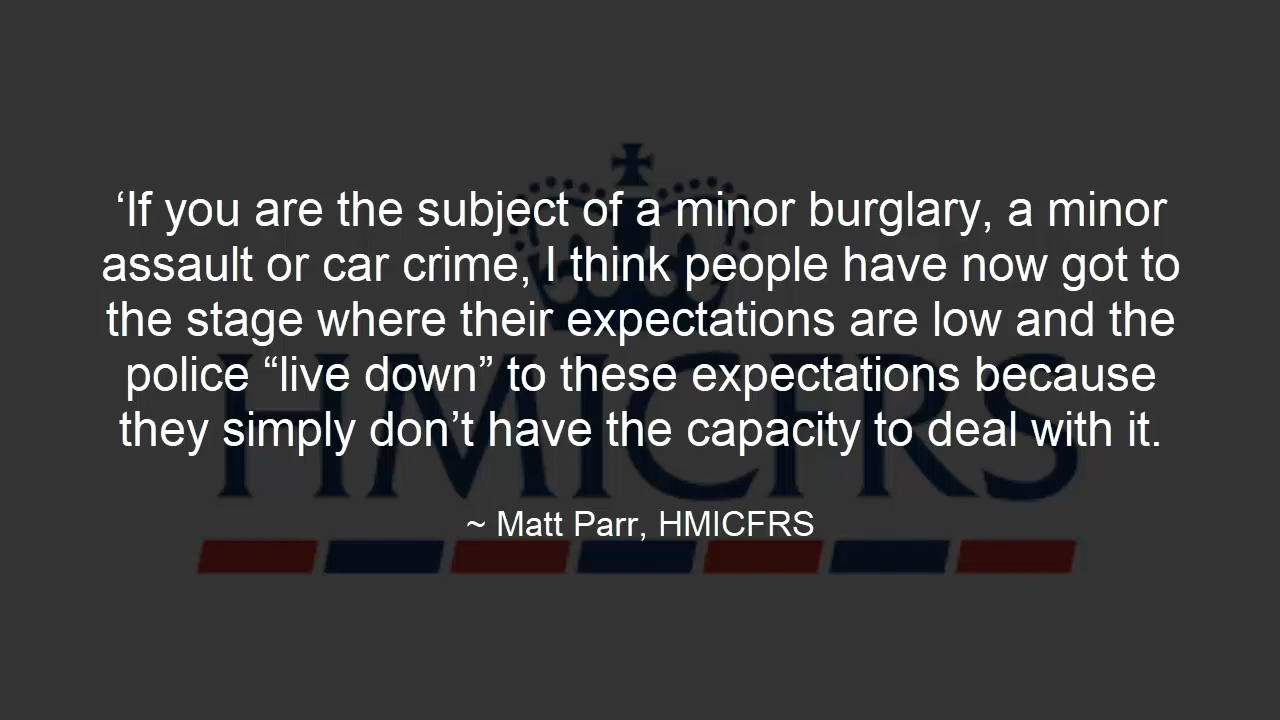 ‘If you are the subject of a minor burglary, a minor
assault or car crime, I think people have now got to
the stage where their expectations are low and the
police “live down” to these expectations because
they simply don’t have the capacity to deal with it.
HMICFRS
~ Matt Parr, HMICFRS